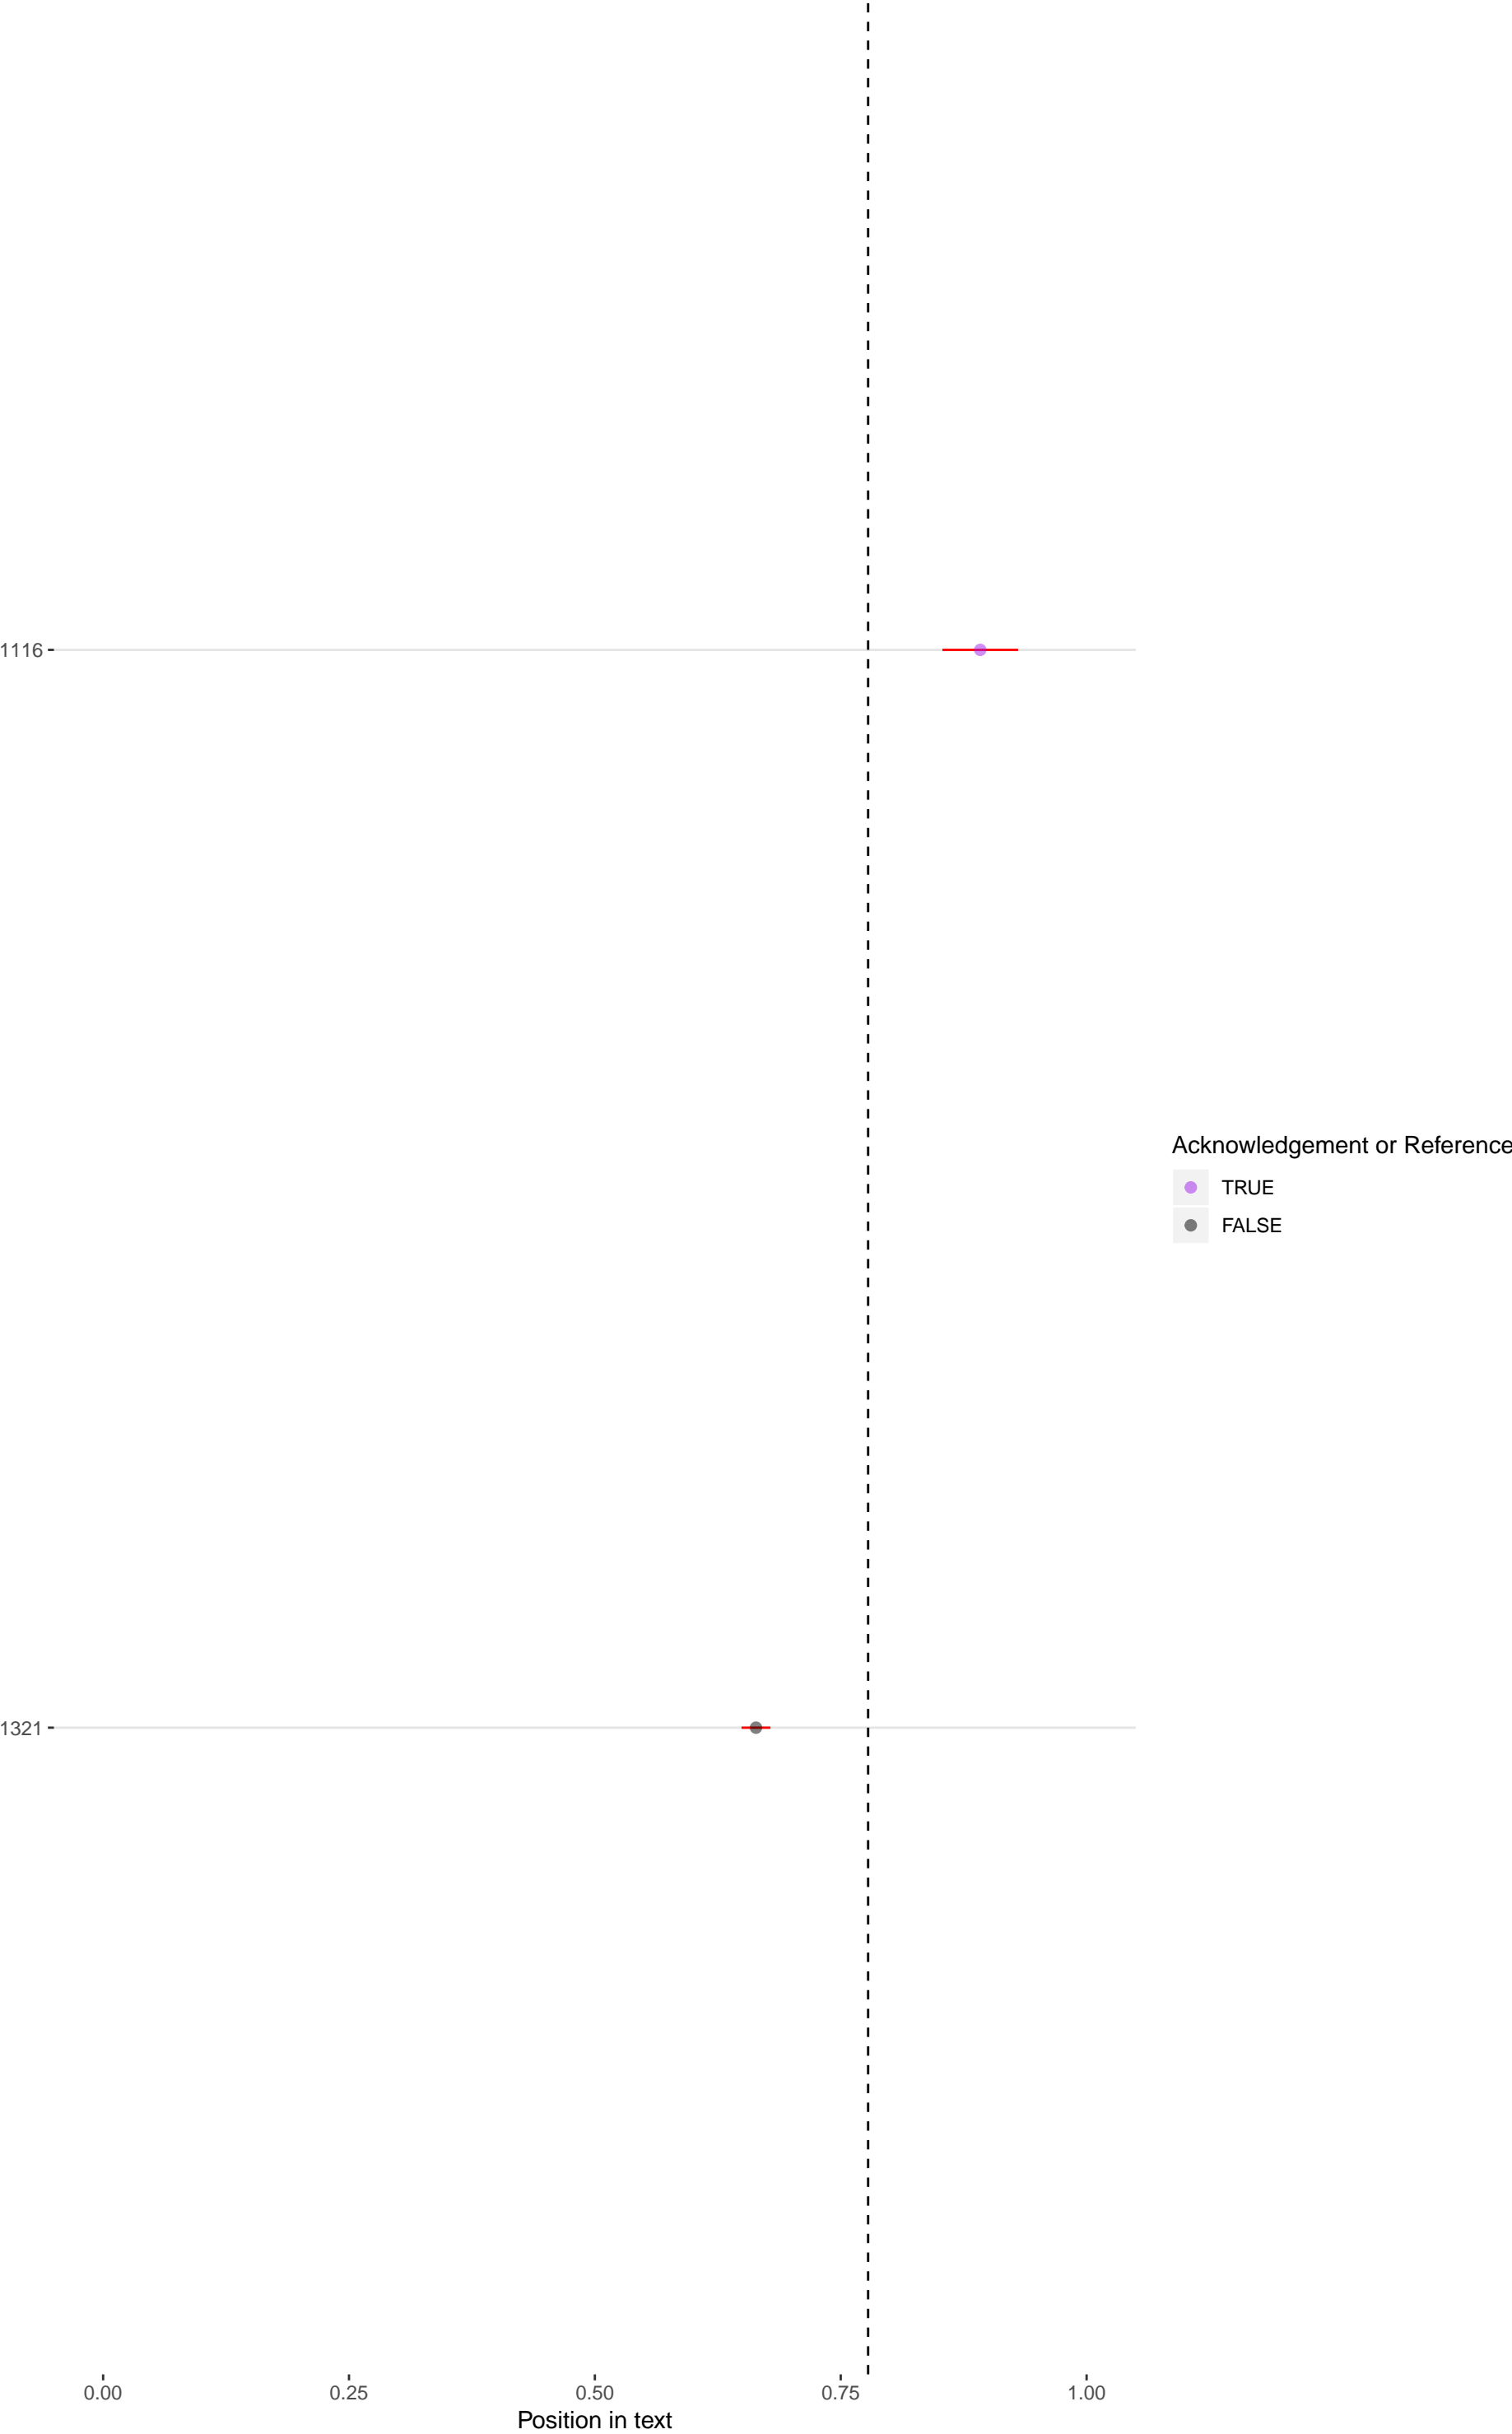 1116
Acknowledgement or Reference
TRUE
FALSE
1321
0.00 0.25 0.50 0.75 1.00
Position in text